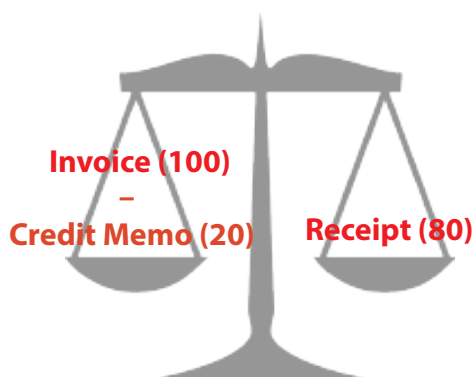 Invoice (100)
–
Credit Memo (20)
Receipt (80)